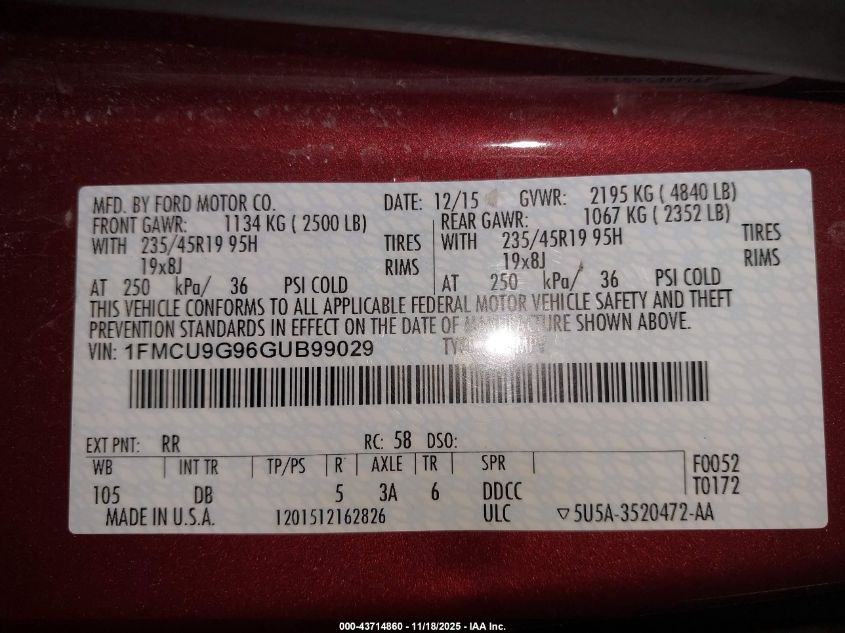 MFD. BY FORD MOTOR CO. DATE: 12/15 GVWR: 2195 KG ( 4840 LB)
FRONT GAWR: 1134 KG ( 2500 LB) REAR GAWR: 1067 KG ( 2352 LB)
WITH 235/45R19 95H TIRES WITH 235/45R19 95H TIRES
19x8J RIMS 19x8J RIMS
AT 250 kPa/ 36 PSI COLD AT 250 kPa/ 36 PSI COLD
THIS VEHICLE CONFORMS TO ALL APPLICABLE FEDERAL MOTOR VEHICLE SAFETY AND THEFT
PREVENTION STANDARDS IN EFFECT ON THE DATE OF MANUFACTURE SHOWN ABOVE.
VIN: 1FMCU9G96GUB99029
EXT PNT: RR RC: 58 DSO:
WB INT TR TP/PS R AXLE TR SPR F0052
105 DB 5 3A 6 DDCC T0172
MADE IN U.S.A. 1201512162826 ULC ▽5U5A-3520472-AA
000-43714860 - 11/18/2025 - IAA Inc.